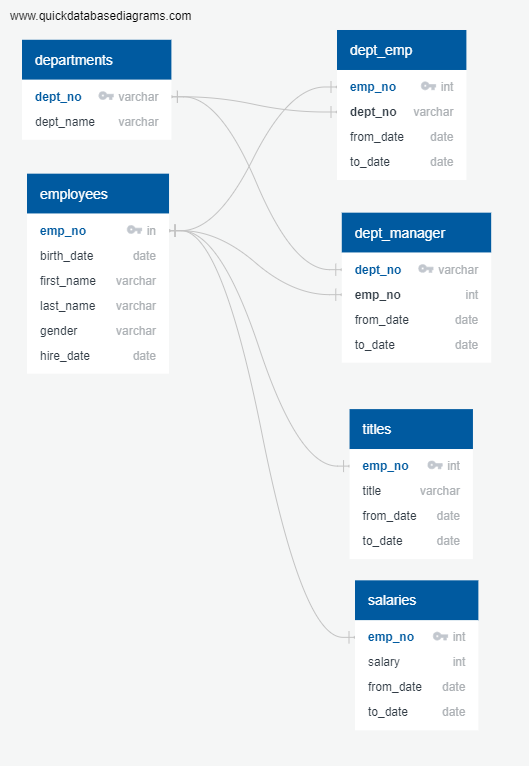 www.quickdatabasediagrams.com
departments
dept_no varchar
dept_name varchar
employees
emp_no in
birth_date date
first_name varchar
last_name varchar
gender varchar
hire_date date
dept_emp
emp_no int
dept_no varchar
from_date date
to_date date
dept_manager
dept_no varchar
emp_no int
from_date date
to_date date
titles
emp_no int
title varchar
from_date date
to_date date
salaries
emp_no int
salary int
from_date date
to_date date